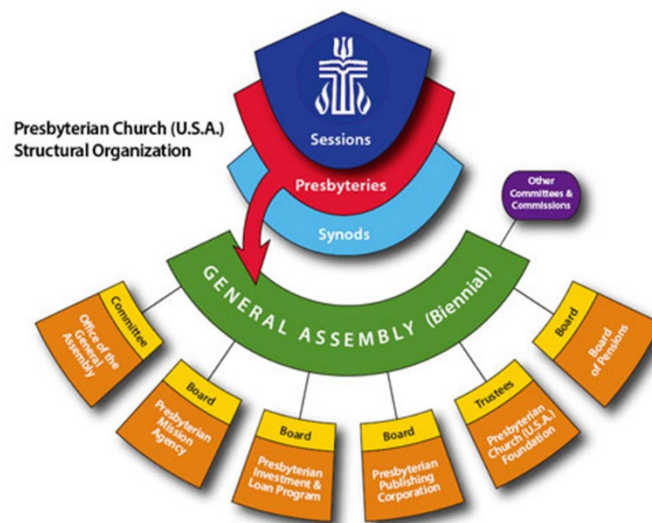 Presbyterian Church (U.S.A.)
Structural Organization
Sessions
Presbyteries
Synods
Other
Committees &
Commissions
GENERAL ASSEMBLY (Biennial)
Committee
Office of the
General
Assembly
Board
Presbyterian
Mission
Agency
Board
Presbyterian
Investment &
Loan Program
Board
Presbyterian
Publishing
Corporation
Trustees
Presbyterian
Church (U.S.A.)
Foundation
Board
Board
of Pensions